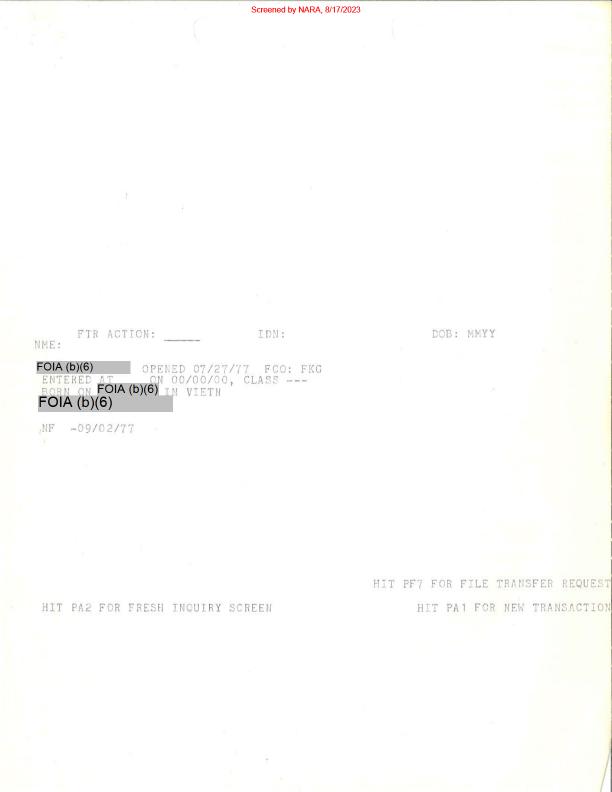 Screened by NARA, 8/17/2023
FTR ACTION: _____ IDN: DOB: MMYY
NME:
FOIA (b)(6) OPENED 07/27/77 FCO: FKG
ENTERED AT ON 00/00/00, CLASS ---
BORN ON FOIA (b)(6) IN VIETN
FOIA (b)(6)
NF -09/02/77
HIT PF7 FOR FILE TRANSFER REQUEST
HIT PA2 FOR FRESH INQUIRY SCREEN HIT PA1 FOR NEW TRANSACTION